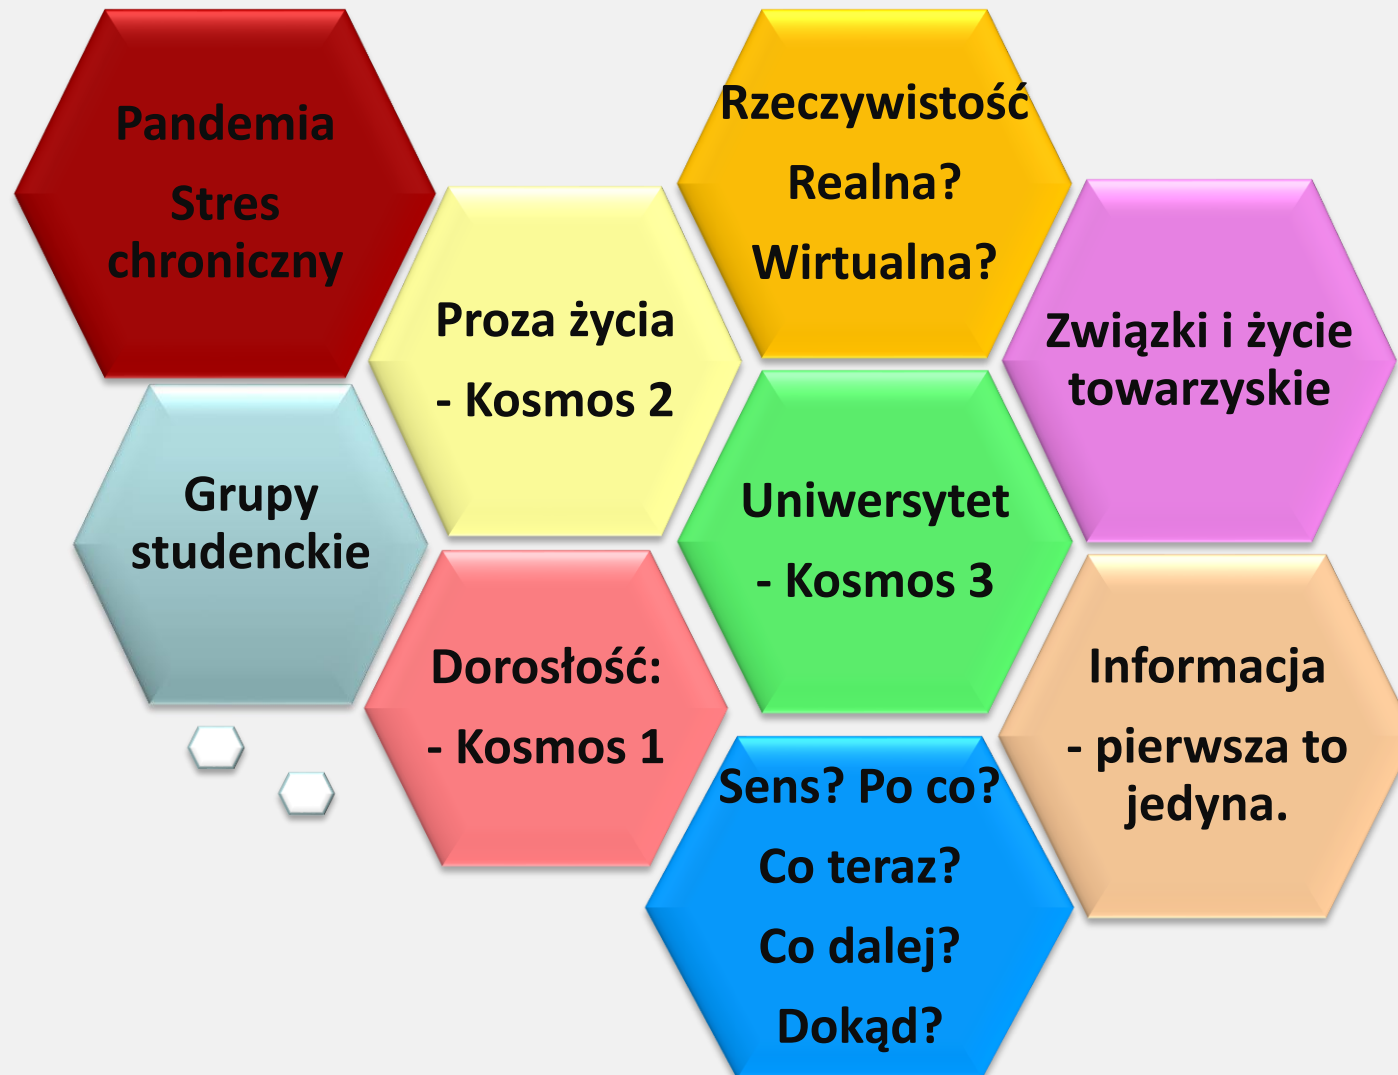 Pandemia
Stres
chroniczny
Rzeczywistość
Realna?
Wirtualna?
Proza życia
- Kosmos 2
Związki i życie
towarzyskie
Grupy
studenckie
Uniwersytet
- Kosmos 3
Dorosłość:
- Kosmos 1
Informacja
- pierwsza to
jedyna.
Sens? Po co?
Co teraz?
Co dalej?
Dokąd?